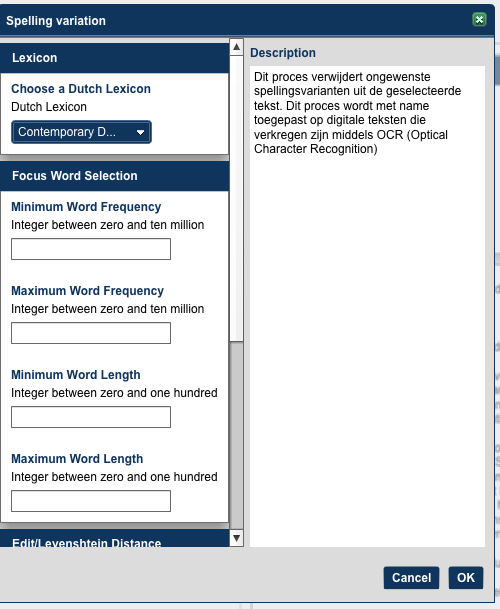 Spelling variation
Lexicon
Choose a Dutch Lexicon
Dutch Lexicon
Contemporary D...
Focus Word Selection
Minimum Word Frequency
Integer between zero and ten million
Maximum Word Frequency
Integer between zero and ten million
Minimum Word Length
Integer between zero and one hundred
Maximum Word Length
Integer between zero and one hundred
Edit/Levenshtein Distance
Description
Dit proces verwijdert ongewenste
spellingsvarianten uit de geselecteerde
tekst. Dit proces wordt met name
toegepast op digitale teksten die
verkregen zijn middels OCR (Optical
Character Recognition)
Cancel
OK